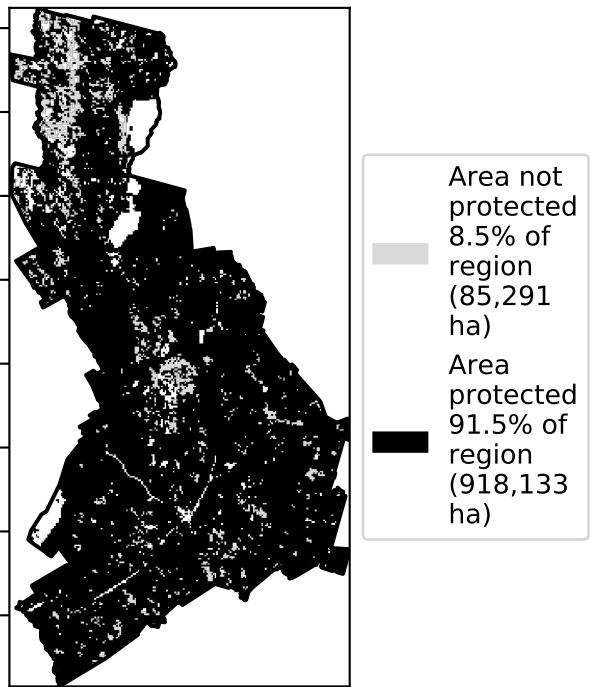 Area not
protected
8.5% of
region
(85,291
ha)
Area
protected
91.5% of
region
(918,133
ha)